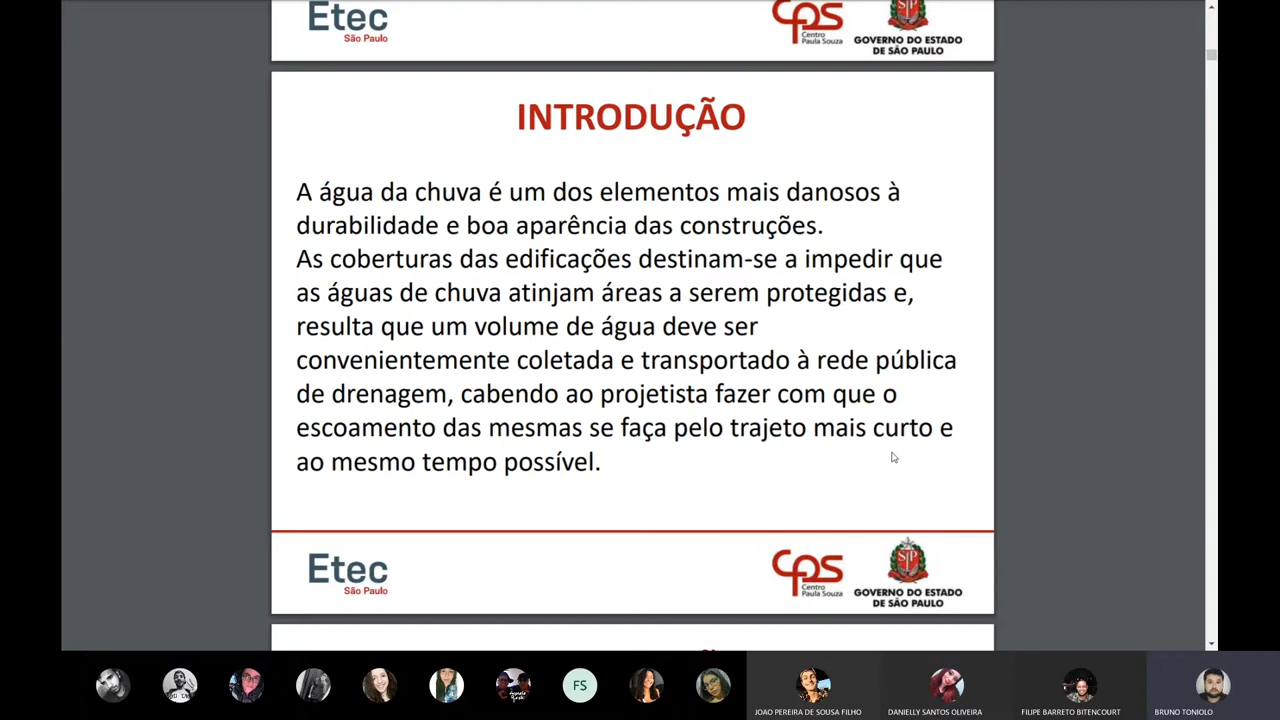 Etec
São Paulo
CPS
Centro
Paula Souza
GOVERNO DO ESTADO
DE SÃO PAULO
INTRODUÇÃO
A água da chuva é um dos elementos mais danosos à
durabilidade e boa aparência das construções.
As coberturas das edificações destinam-se a impedir que
as águas de chuva atinjam áreas a serem protegidas e,
resulta que um volume de água deve ser
convenientemente coletada e transportado à rede pública
de drenagem, cabendo ao projetista fazer com que o
escoamento das mesmas se faça pelo trajeto mais curto e
ao mesmo tempo possível.
Etec
São Paulo
CPS
Centro
Paula Souza
GOVERNO DO ESTADO
DE SÃO PAULO
FS
JOAO PEREIRA DE SOUSA FILHO
DANIELLY SANTOS OLIVEIRA
FILIPE BARRETO BITENCOURT
BRUNO TONIOLO